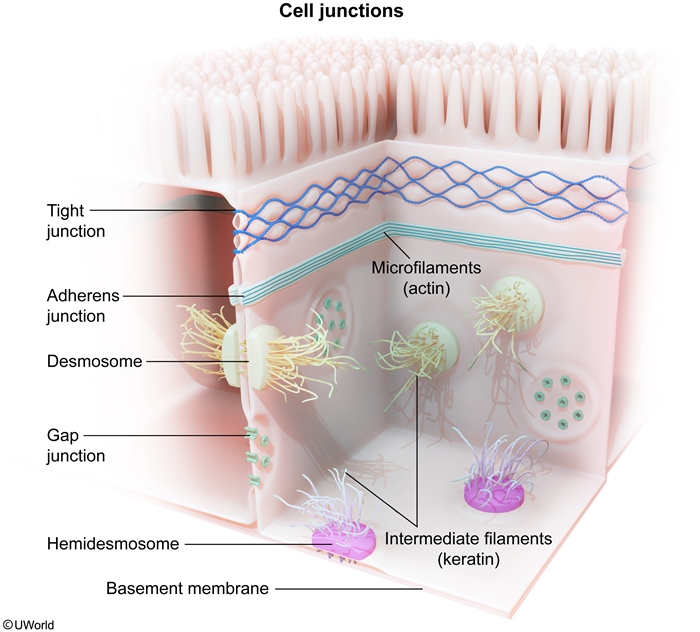 Cell junctions
Tight
junction
Microfilaments
(actin)
Adherens
junction
Desmosome
Gap
junction
Hemidesmosome
Intermediate filaments
(keratin)
Basement membrane
©UWorld